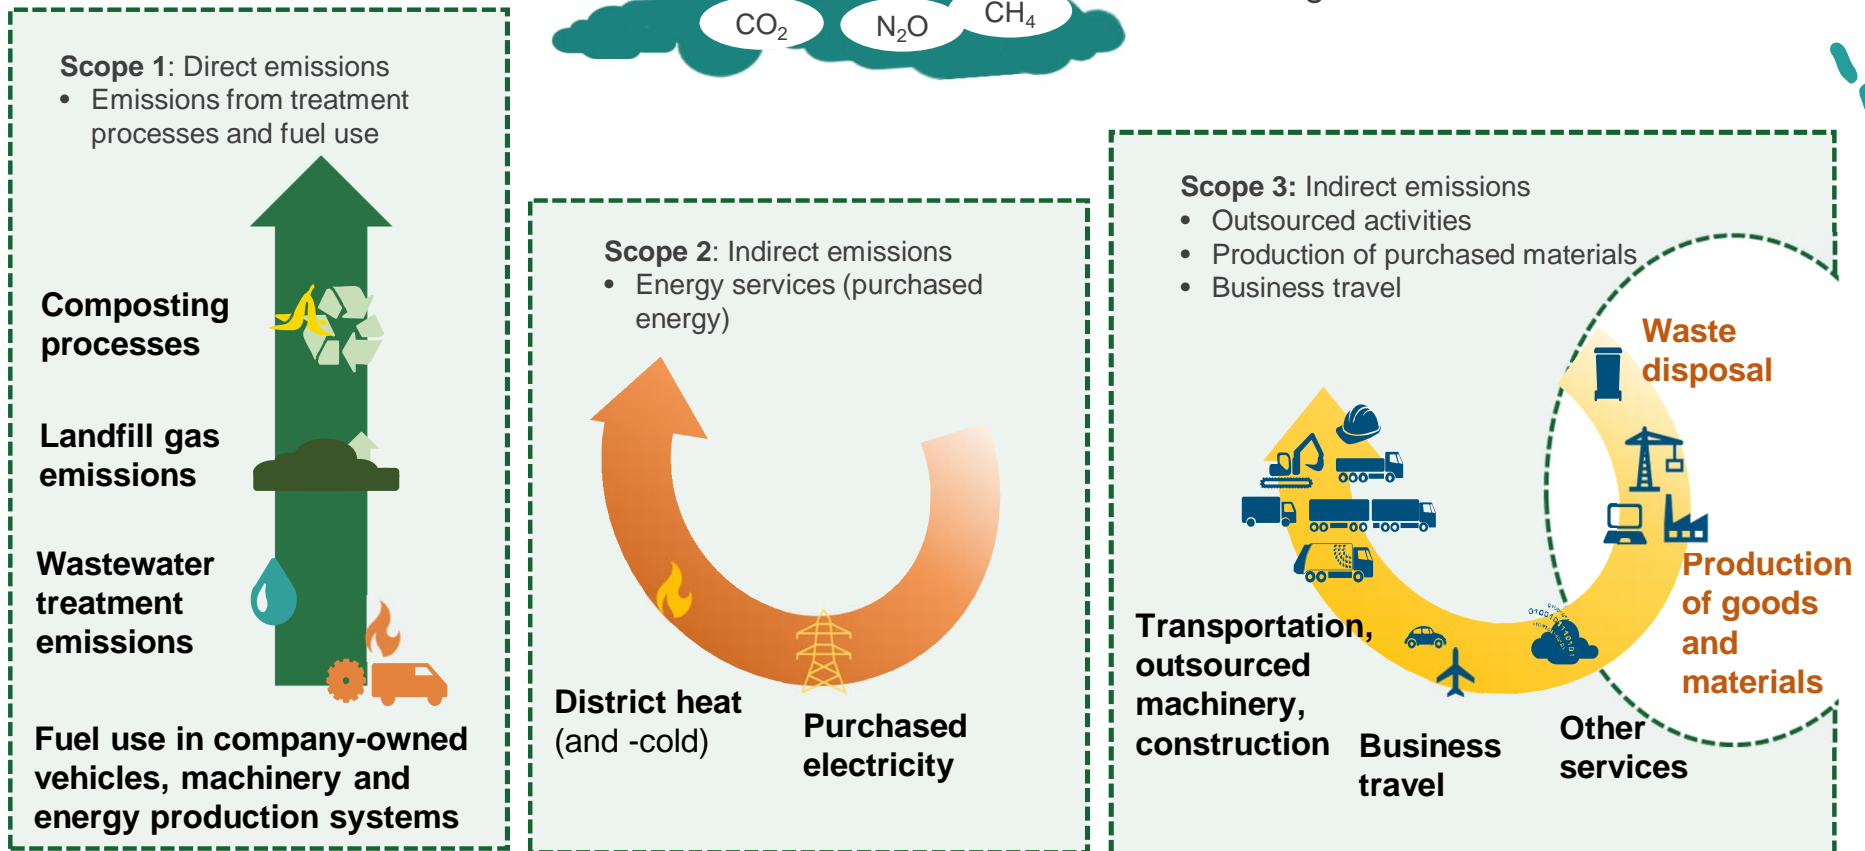 CO₂
N₂O
CH₄
Scope 1: Direct emissions
• Emissions from treatment
processes and fuel use
Composting
processes
Landfill gas
emissions
Wastewater
treatment
emissions
Fuel use in company-owned
vehicles, machinery and
energy production systems
Scope 2: Indirect emissions
• Energy services (purchased
energy)
District heat
(and -cold)
Purchased
electricity
Scope 3: Indirect emissions
• Outsourced activities
• Production of purchased materials
• Business travel
Waste
disposal
Production
of goods
and
materials
Transportation,
outsourced
machinery,
construction
Business
travel
Other
services